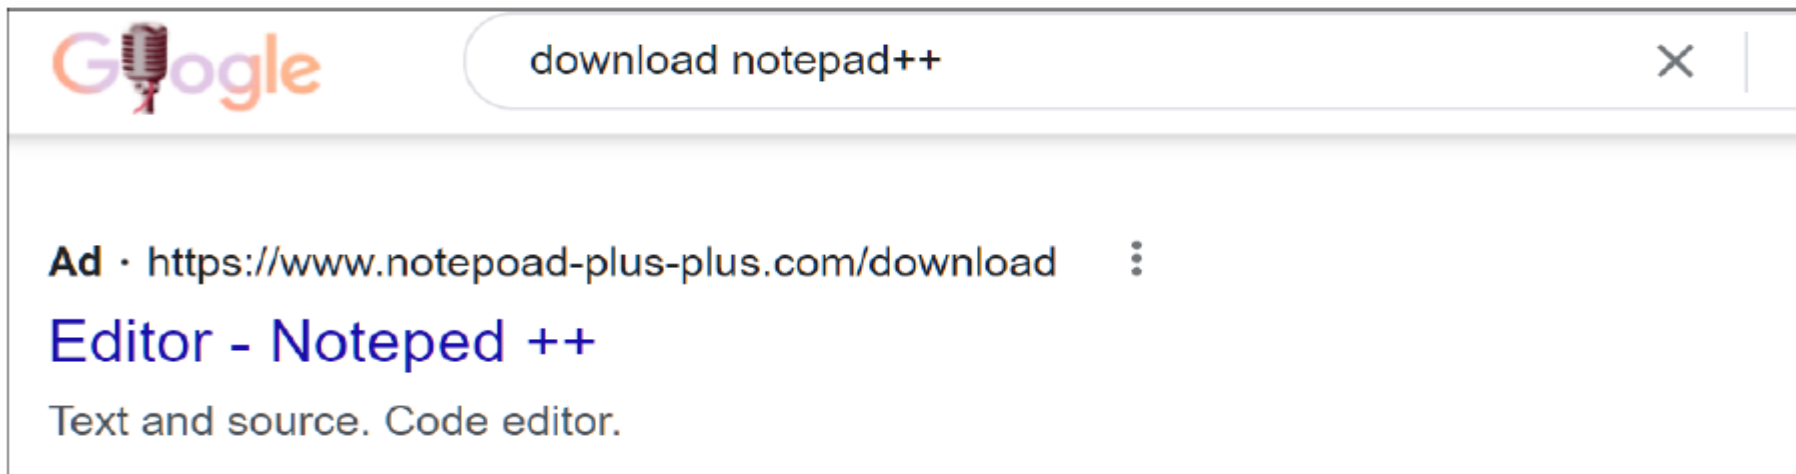 Google
download notepad++
Ad · https://www.notepoad-plus-plus.com/download
Editor - Noteped ++
Text and source. Code editor.